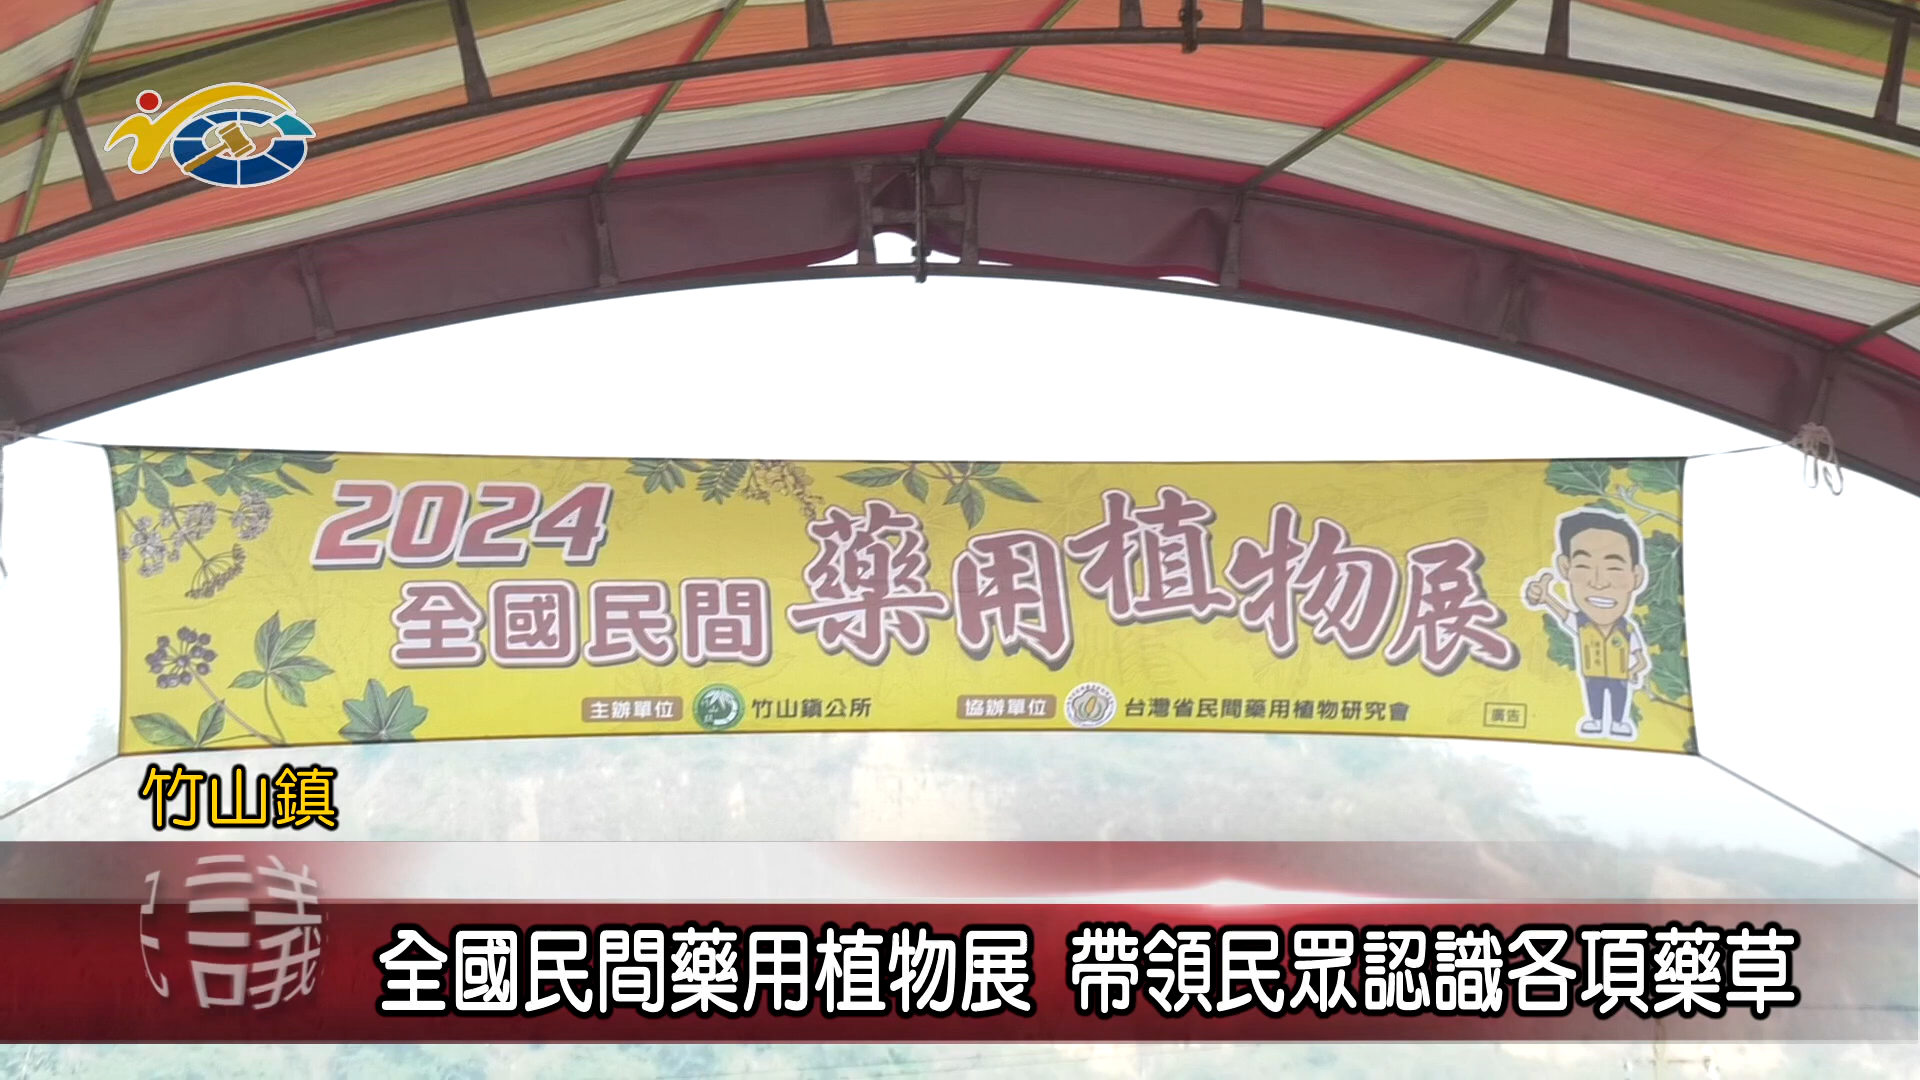 2024
全國民間 藥用植物展
主辦單位 竹山鎮公所 協辦單位 台灣省民間藥用植物研究會 廣告
竹山鎮
議
全國民間藥用植物展 帶領民眾認識各項藥草